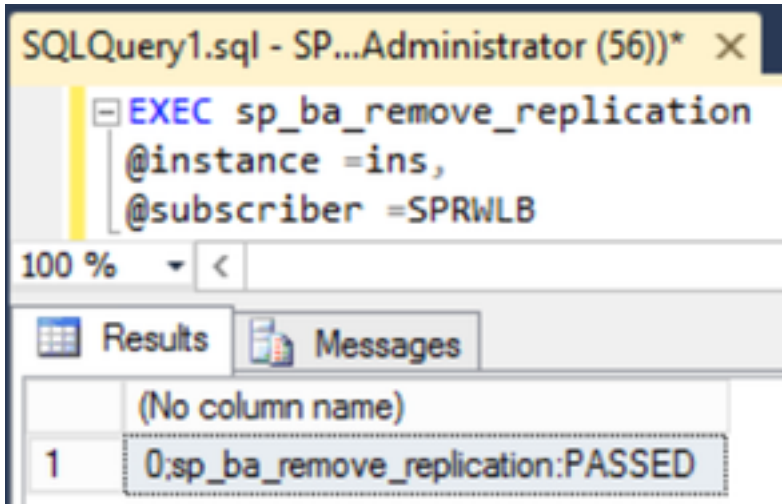 SQLQuery1.sql - SP...Administrator (56))*
EXEC sp_ba_remove_replication
@instance =ins,
@subscriber =SPRWLB
100 %
Results Messages
(No column name)
1 0;sp_ba_remove_replication:PASSED